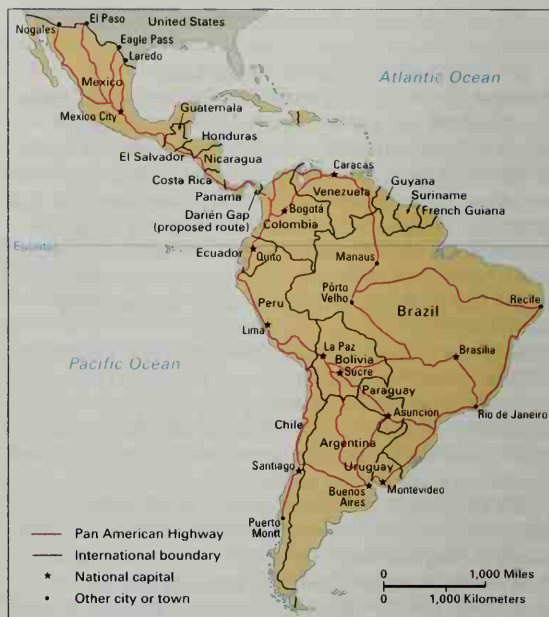 El Paso
United States
Nogales
Eagle Pass
Laredo
Atlantic Ocean
Mexico
Guatemala
Mexico City
Honduras
El Salvador
Nicaragua
Caracas
Costa Rica
Guyana
Panama
Venezuela
Suriname
French Guiana
Darién Gap
(proposed route)
Bogotá
Colombia
Equator
Ecuador
Quito
Manaus
Pôrto
Velho
Peru
Brazil
Recife
Lima
La Paz
Brasília
Pacific Ocean
Bolivia
Sucre
Paraguay
Asunción
Rio de Janeiro
Chile
Argentina
Santiago
Uruguay
Buenos
Aires
Montevideo
Puerto
Montt
Pan American Highway
International boundary
National capital
Other city or town
0 1,000 Miles
0 1,000 Kilometers